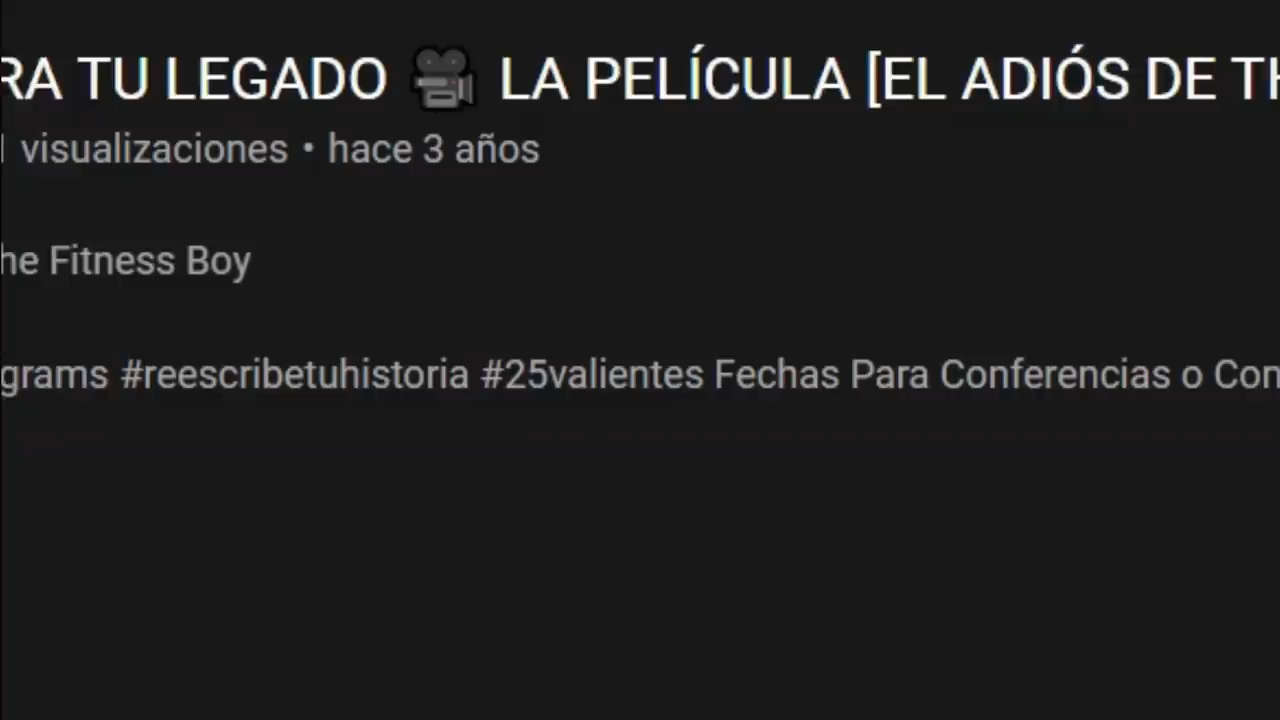 RA TU LEGADO 🎥 LA PELÍCULA [EL ADIÓS DE TH
visualizaciones • hace 3 años
he Fitness Boy
grams #reescribetuhistoria #25valientes Fechas Para Conferencias o Con